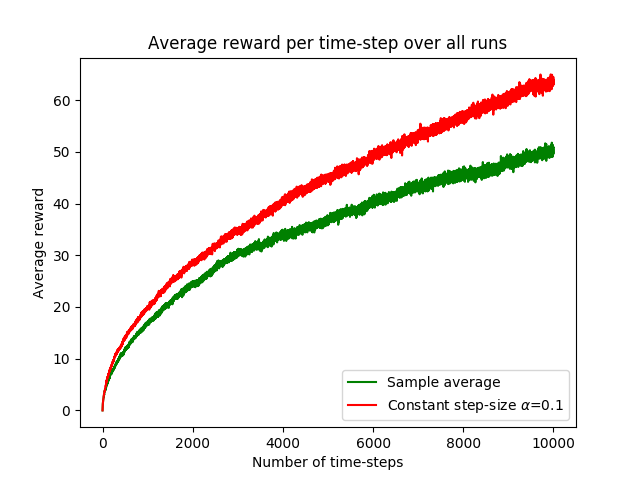 Average reward per time-step over all runs
Average reward
60
50
40
30
20
10
0
Sample average
Constant step-size α=0.1
0 2000 4000 6000 8000 10000
Number of time-steps